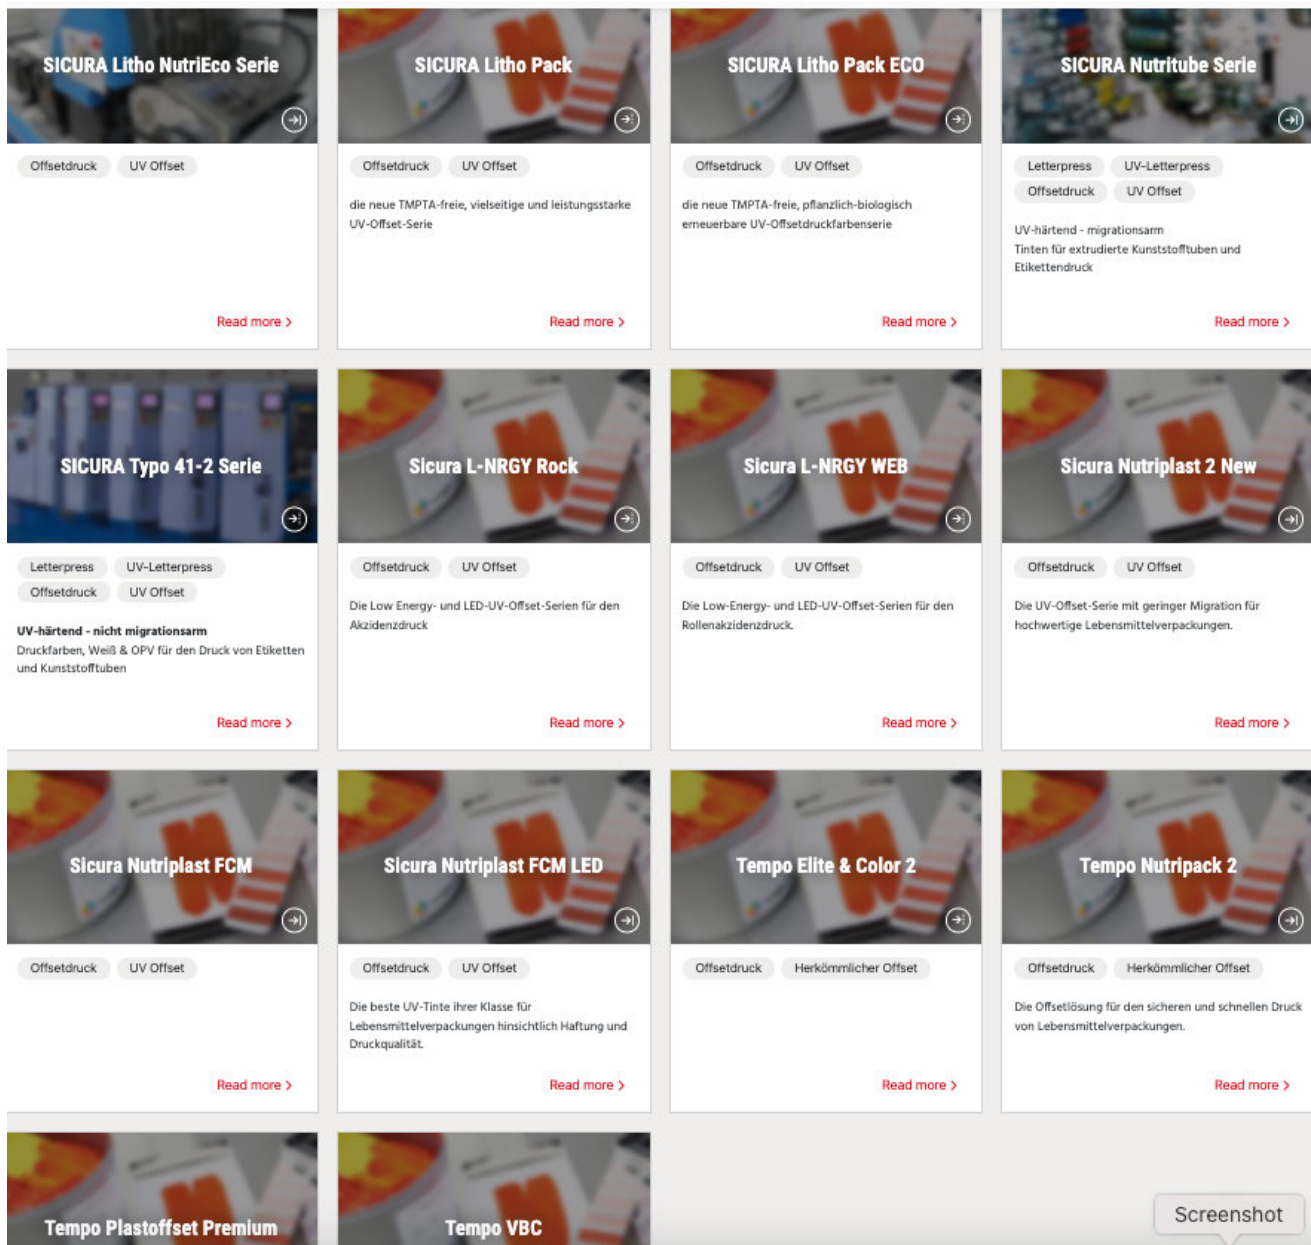 SICURA Litho NutriEco Serie
Offsetdruck
UV Offset
Read more >
SICURA Litho Pack
Offsetdruck
UV Offset
die neue TMPTA-freie, vielseitige und leistungsstarke
UV-Offset-Serie
Read more >
SICURA Litho Pack ECO
Offsetdruck
UV Offset
die neue TMPTA-freie, pflanzlich-biologisch
erneuerbare UV-Offsetdruckfarbenserie
Read more >
SICURA Nutritube Serie
Letterpress
UV-Letterpress
Offsetdruck
UV Offset
UV-härtend - migrationsarm
Tinten für extrudierte Kunststofftuben und
Etikettendruck
Read more >
SICURA Typo 41-2 Serie
Letterpress
UV-Letterpress
Offsetdruck
UV Offset
UV-härtend - nicht migrationsarm
Druckfarben, Weiß & OPV für den Druck von Etiketten
und Kunststofftuben
Read more >
Sicura L-NRGY Rock
Offsetdruck
UV Offset
Die Low Energy- und LED-UV-Offset-Serien für den
Akzidenzdruck
Read more >
Sicura L-NRGY WEB
Offsetdruck
UV Offset
Die Low-Energy- und LED-UV-Offset-Serien für den
Rollenakzidenzdruck.
Read more >
Sicura Nutriplast 2 New
Offsetdruck
UV Offset
Die UV-Offset-Serie mit geringer Migration für
hochwertige Lebensmittelverpackungen.
Read more >
Sicura Nutriplast FCM
Offsetdruck
UV Offset
Read more >
Sicura Nutriplast FCM LED
Offsetdruck
UV Offset
Die beste UV-Tinte ihrer Klasse für
Lebensmittelverpackungen hinsichtlich Haftung und
Druckqualität.
Read more >
Tempo Elite & Color 2
Offsetdruck
Herkömmlicher Offset
Read more >
Tempo Nutripack 2
Offsetdruck
Herkömmlicher Offset
Die Offsetlösung für den sicheren und schnellen Druck
von Lebensmittelverpackungen.
Read more >
Tempo Plastoffset Premium
Tempo VBC
Screenshot